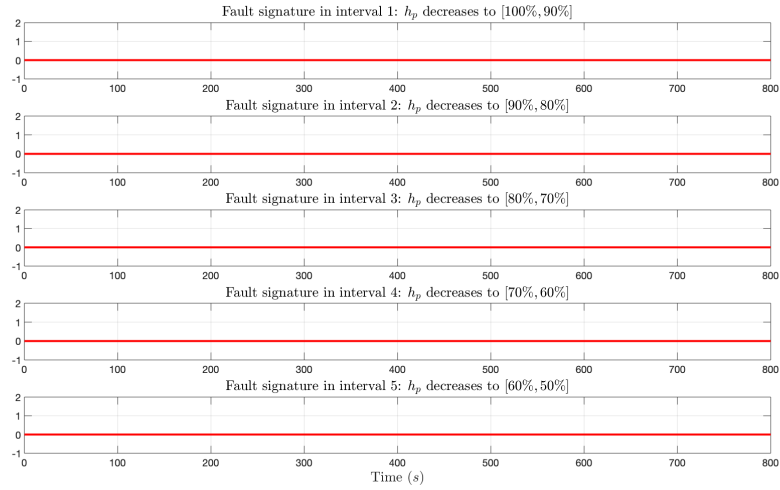 Fault signature in interval 1: h_p decreases to [100%, 90%]
2
1
0
-1
0 100 200 300 400 500 600 700 800
Fault signature in interval 2: h_p decreases to [90%, 80%]
2
1
0
-1
0 100 200 300 400 500 600 700 800
Fault signature in interval 3: h_p decreases to [80%, 70%]
2
1
0
-1
0 100 200 300 400 500 600 700 800
Fault signature in interval 4: h_p decreases to [70%, 60%]
2
1
0
-1
0 100 200 300 400 500 600 700 800
Fault signature in interval 5: h_p decreases to [60%, 50%]
2
1
0
-1
0 100 200 300 400 500 600 700 800
Time (s)